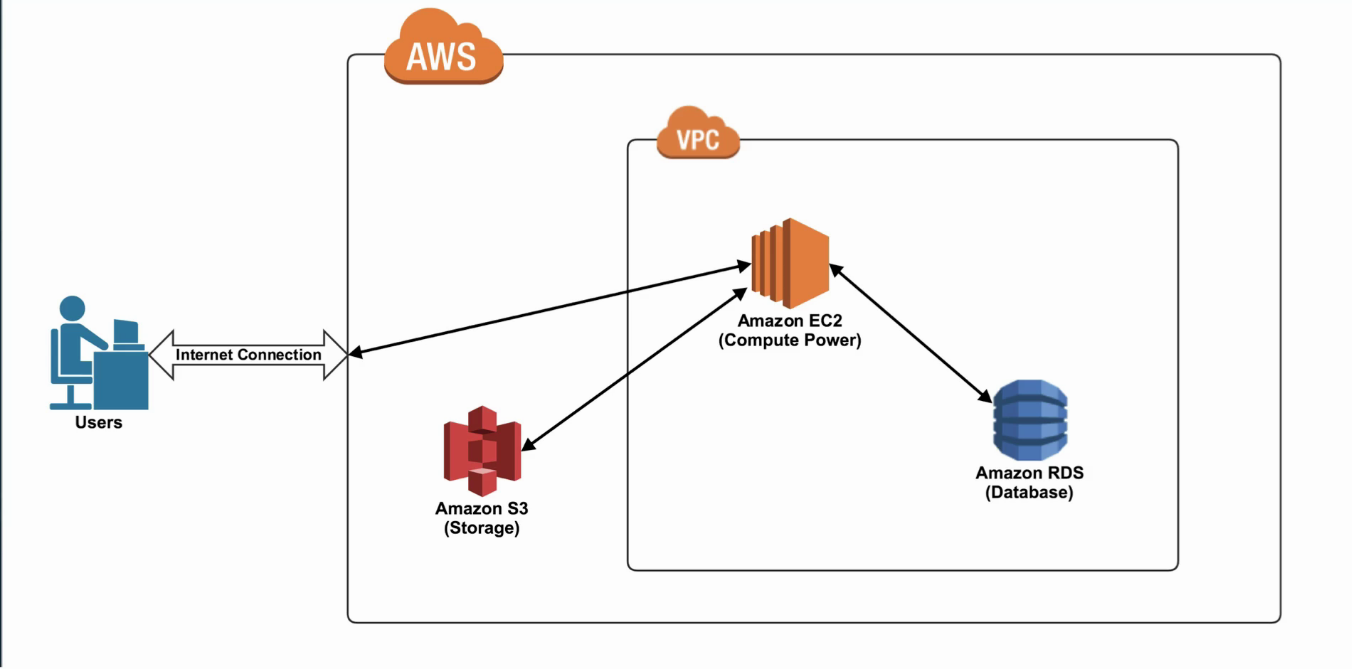 AWS
VPC
Amazon EC2
(Compute Power)
Internet Connection
Users
Amazon S3
(Storage)
Amazon RDS
(Database)